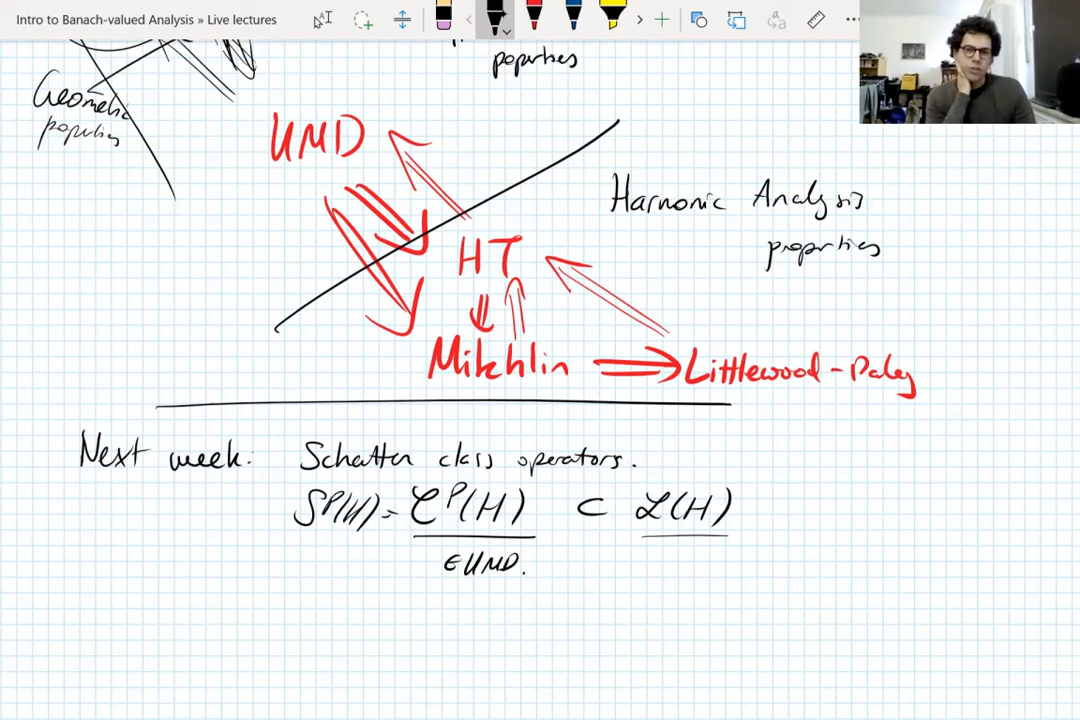 Intro to Banach-valued Analysis » Live lectures
poperties
Geometric
properties
UMD
Harmonic Analysis
properties
HT
⇓ ⇑
Mikhlin ⟹ Littlewood-Paley
Next week: Schatten class operators.
S^p(H) = 𝒞^p(H) ⊂ ℒ(H)
∈ UMD.